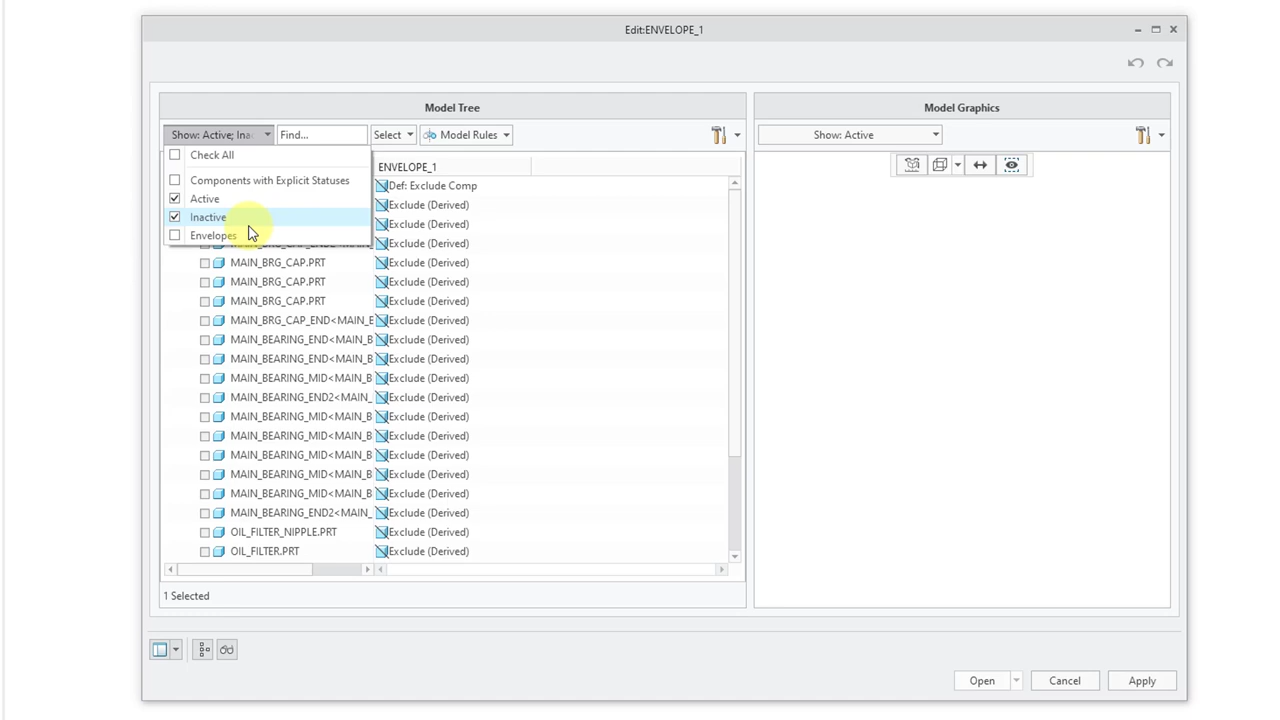 Edit:ENVELOPE_1
Model Tree
Model Graphics
Show: Active; Ina
Find...
Select
Model Rules
Show: Active
Check All
Components with Explicit Statuses
Active
Inactive
Envelopes
ENVELOPE_1
Def: Exclude Comp
Exclude (Derived)
Exclude (Derived)
Exclude (Derived)
MAIN_BRG_CAP.PRT Exclude (Derived)
MAIN_BRG_CAP.PRT Exclude (Derived)
MAIN_BRG_CAP.PRT Exclude (Derived)
MAIN_BRG_CAP_END<MAIN_B Exclude (Derived)
MAIN_BEARING_END<MAIN_B Exclude (Derived)
MAIN_BEARING_END<MAIN_B Exclude (Derived)
MAIN_BEARING_MID<MAIN_B Exclude (Derived)
MAIN_BEARING_END2<MAIN_ Exclude (Derived)
MAIN_BEARING_MID<MAIN_B Exclude (Derived)
MAIN_BEARING_MID<MAIN_B Exclude (Derived)
MAIN_BEARING_MID<MAIN_B Exclude (Derived)
MAIN_BEARING_MID<MAIN_B Exclude (Derived)
MAIN_BEARING_MID<MAIN_B Exclude (Derived)
MAIN_BEARING_END2<MAIN_ Exclude (Derived)
OIL_FILTER_NIPPLE.PRT Exclude (Derived)
OIL_FILTER.PRT Exclude (Derived)
1 Selected
Open
Cancel
Apply